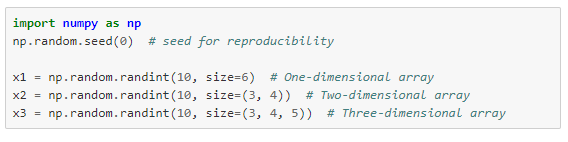 import numpy as np
np.random.seed(0)  # seed for reproducibility
x1 = np.random.randint(10, size=6)  # One-dimensional array
x2 = np.random.randint(10, size=(3, 4))  # Two-dimensional array
x3 = np.random.randint(10, size=(3, 4, 5))  # Three-dimensional array